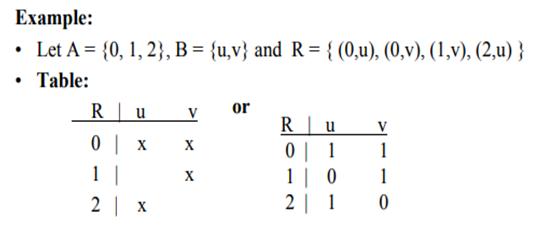 Example:
• Let A = {0, 1, 2}, B = {u,v} and R = { (0,u), (0,v), (1,v), (2,u) }
• Table:
R | u v
0 | x x
1 | x
2 | x
or
R | u v
0 | 1 1
1 | 0 1
2 | 1 0